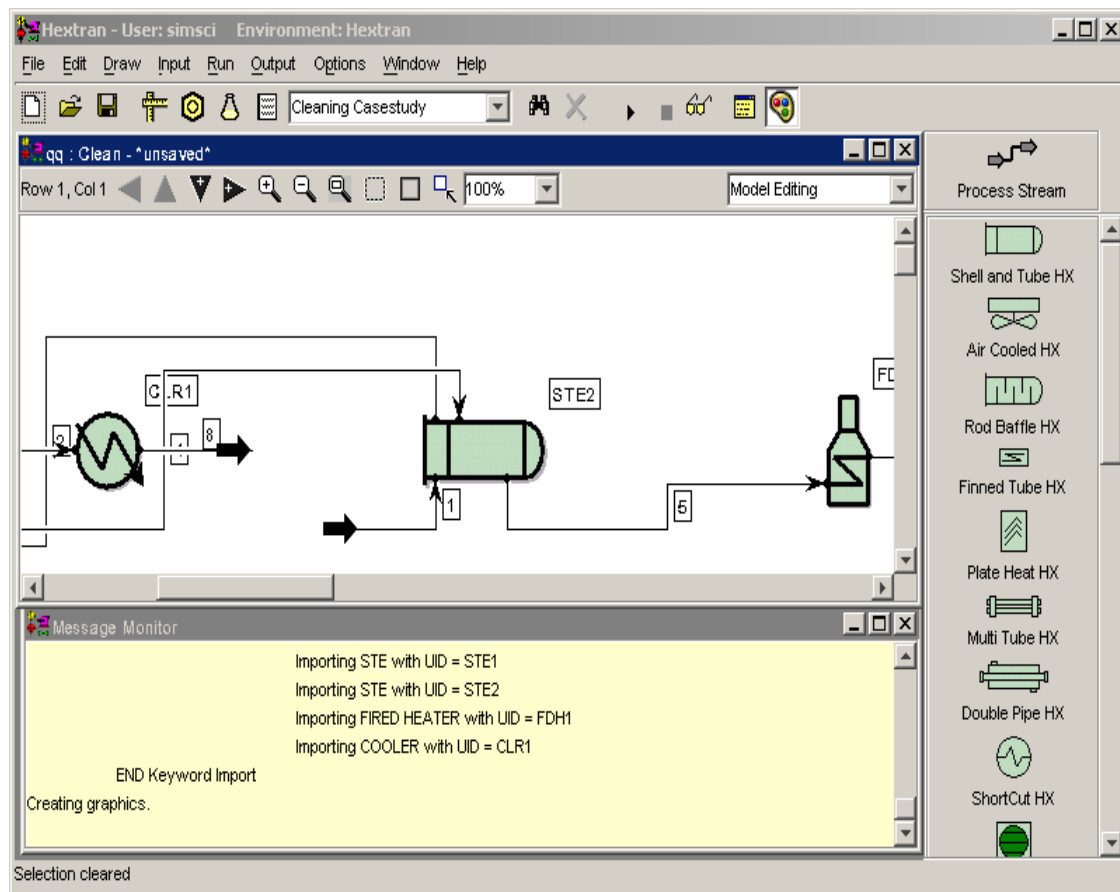 Hextran - User: simsci Environment: Hextran
File Edit Draw Input Run Output Options Window Help
Cleaning Casestudy
qq : Clean - *unsaved*
Row 1, Col 1
100%
Model Editing
CLR1
2
4
8
STE2
1
5
FD
Process Stream
Shell and Tube HX
Air Cooled HX
Rod Baffle HX
Finned Tube HX
Plate Heat HX
Multi Tube HX
Double Pipe HX
ShortCut HX
Message Monitor
Importing STE with UID = STE1
Importing STE with UID = STE2
Importing FIRED HEATER with UID = FDH1
Importing COOLER with UID = CLR1
END Keyword Import
Creating graphics.
Selection cleared